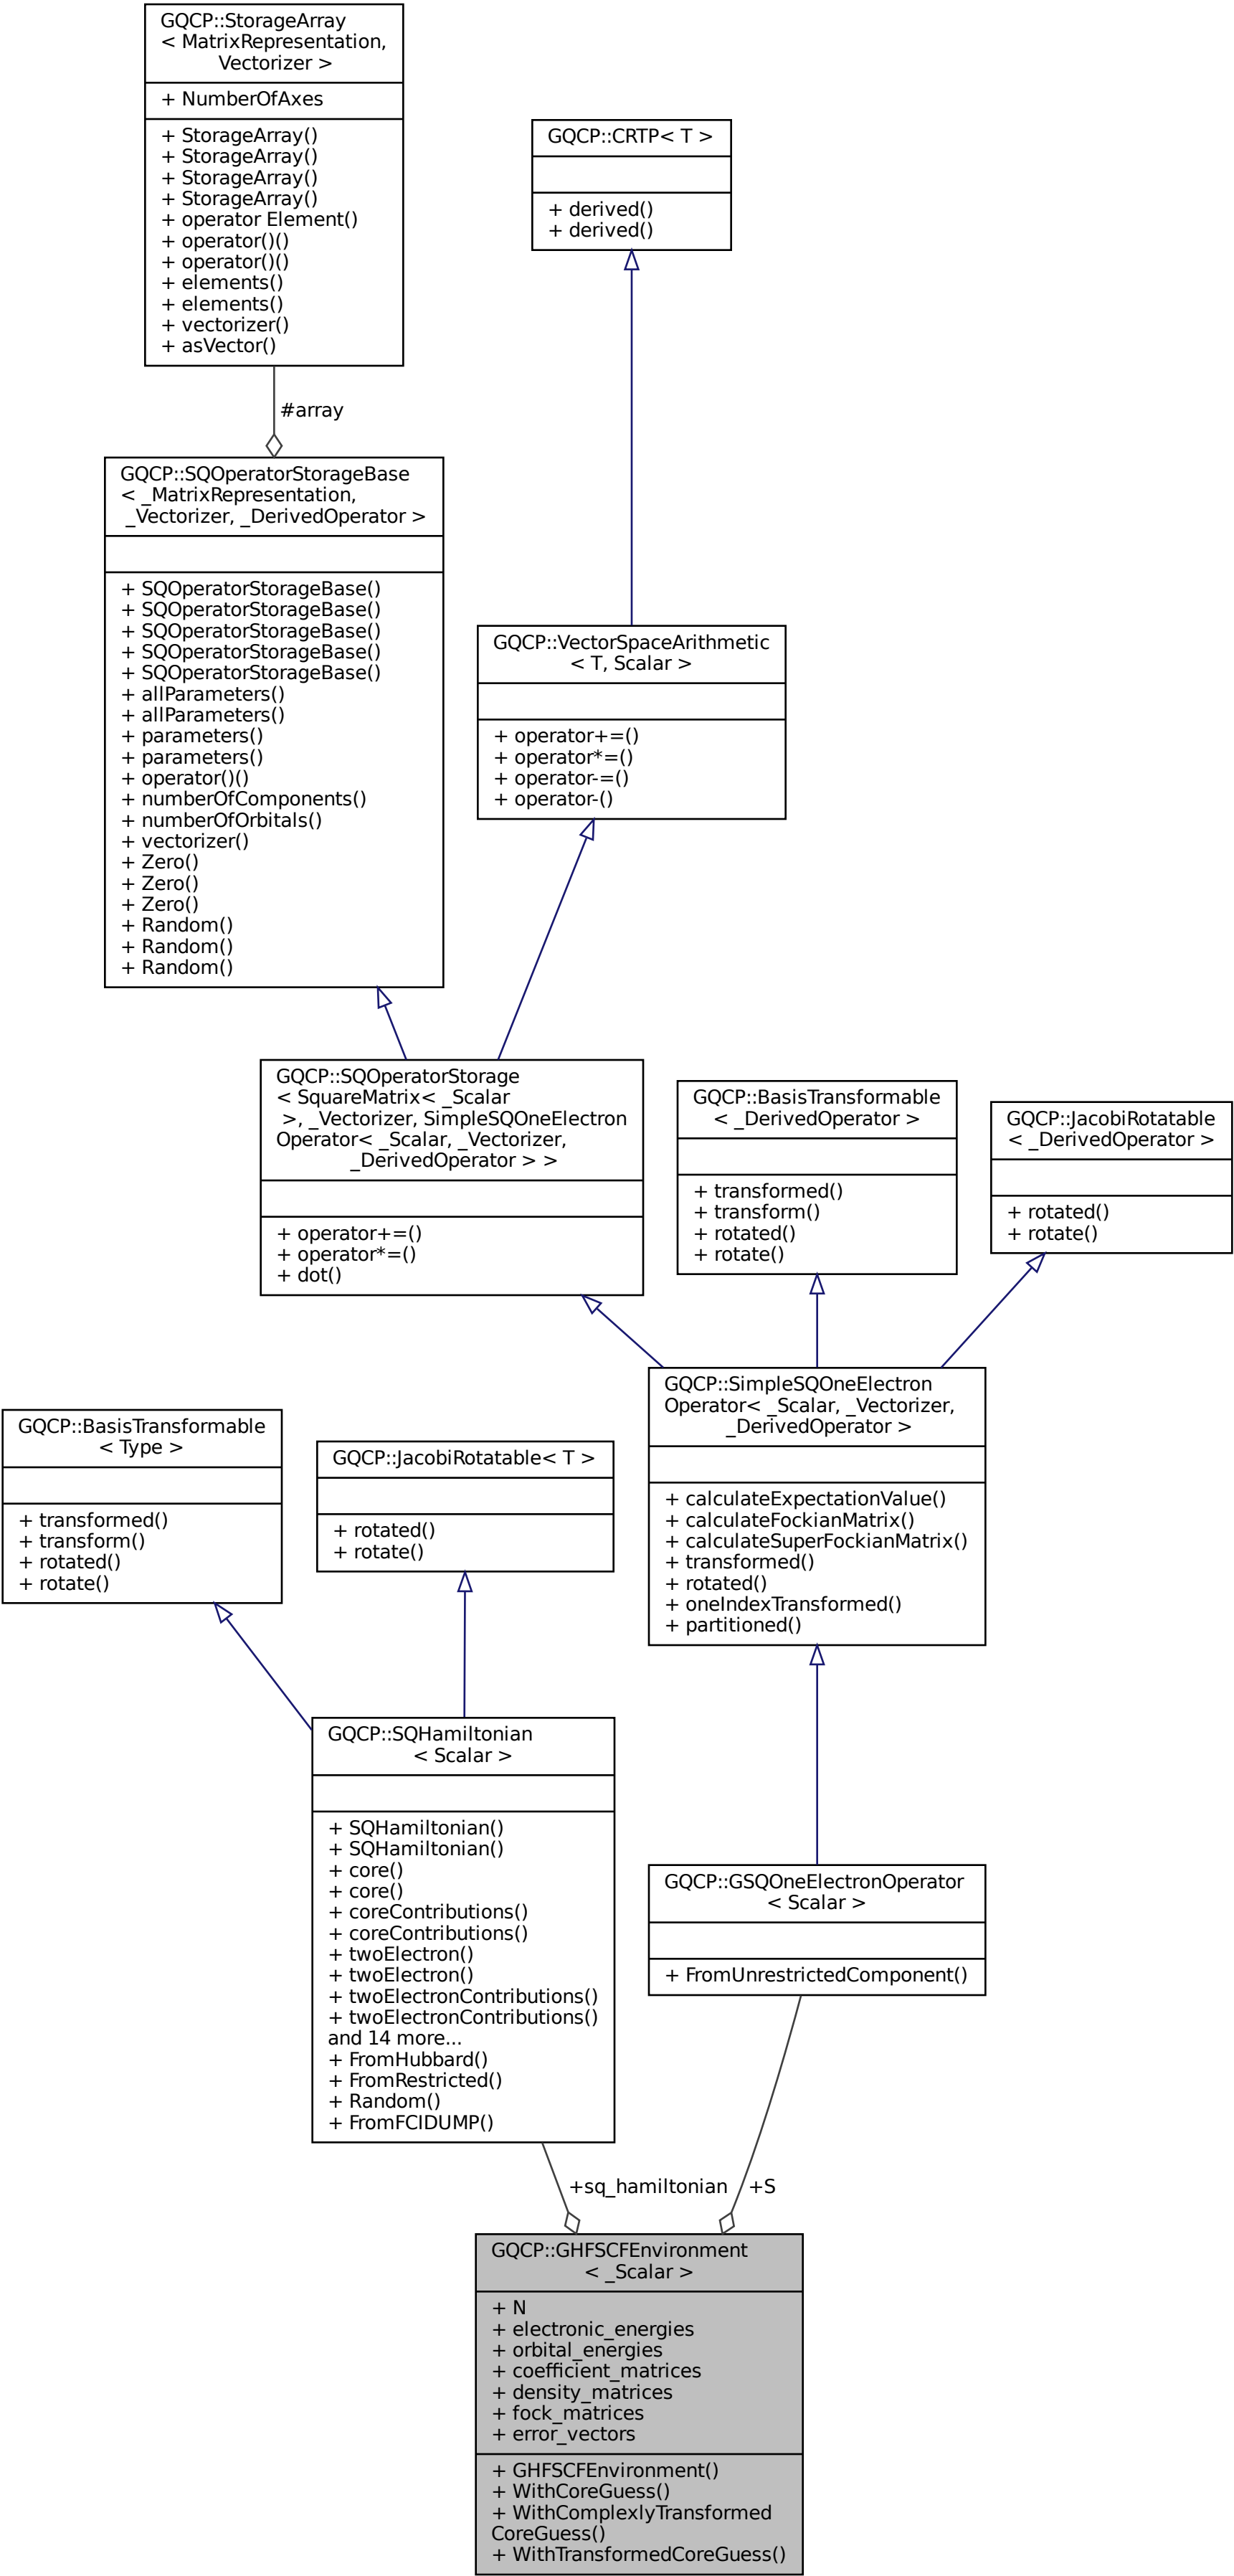 GQCP::StorageArray
< MatrixRepresentation,
Vectorizer >
+ NumberOfAxes
+ StorageArray()
+ StorageArray()
+ StorageArray()
+ StorageArray()
+ operator Element()
+ operator()()
+ operator()()
+ elements()
+ elements()
+ vectorizer()
+ asVector()
GQCP::CRTP< T >
+ derived()
+ derived()
#array
GQCP::SQOperatorStorageBase
< _MatrixRepresentation,
_Vectorizer, _DerivedOperator >
+ SQOperatorStorageBase()
+ SQOperatorStorageBase()
+ SQOperatorStorageBase()
+ SQOperatorStorageBase()
+ SQOperatorStorageBase()
+ allParameters()
+ allParameters()
+ parameters()
+ parameters()
+ operator()()
+ numberOfComponents()
+ numberOfOrbitals()
+ vectorizer()
+ Zero()
+ Zero()
+ Zero()
+ Random()
+ Random()
+ Random()
GQCP::VectorSpaceArithmetic
< T, Scalar >
+ operator+=()
+ operator*=()
+ operator-=()
+ operator-()
GQCP::SQOperatorStorage
< SquareMatrix< _Scalar
>, _Vectorizer, SimpleSQOneElectron
Operator< _Scalar, _Vectorizer,
_DerivedOperator > >
+ operator+=()
+ operator*=()
+ dot()
GQCP::BasisTransformable
< _DerivedOperator >
+ transformed()
+ transform()
+ rotated()
+ rotate()
GQCP::JacobiRotatable
< _DerivedOperator >
+ rotated()
+ rotate()
GQCP::SimpleSQOneElectron
Operator< _Scalar, _Vectorizer,
_DerivedOperator >
+ calculateExpectationValue()
+ calculateFockianMatrix()
+ calculateSuperFockianMatrix()
+ transformed()
+ rotated()
+ oneIndexTransformed()
+ partitioned()
GQCP::BasisTransformable
< Type >
+ transformed()
+ transform()
+ rotated()
+ rotate()
GQCP::JacobiRotatable< T >
+ rotated()
+ rotate()
GQCP::SQHamiltonian
< Scalar >
+ SQHamiltonian()
+ SQHamiltonian()
+ core()
+ core()
+ coreContributions()
+ coreContributions()
+ twoElectron()
+ twoElectron()
+ twoElectronContributions()
+ twoElectronContributions()
and 14 more...
+ FromHubbard()
+ FromRestricted()
+ Random()
+ FromFCIDUMP()
GQCP::GSQOneElectronOperator
< Scalar >
+ FromUnrestrictedComponent()
+sq_hamiltonian
+S
GQCP::GHFSCFEnvironment
< _Scalar >
+ N
+ electronic_energies
+ orbital_energies
+ coefficient_matrices
+ density_matrices
+ fock_matrices
+ error_vectors
+ GHFSCFEnvironment()
+ WithCoreGuess()
+ WithComplexlyTransformed
CoreGuess()
+ WithTransformedCoreGuess()